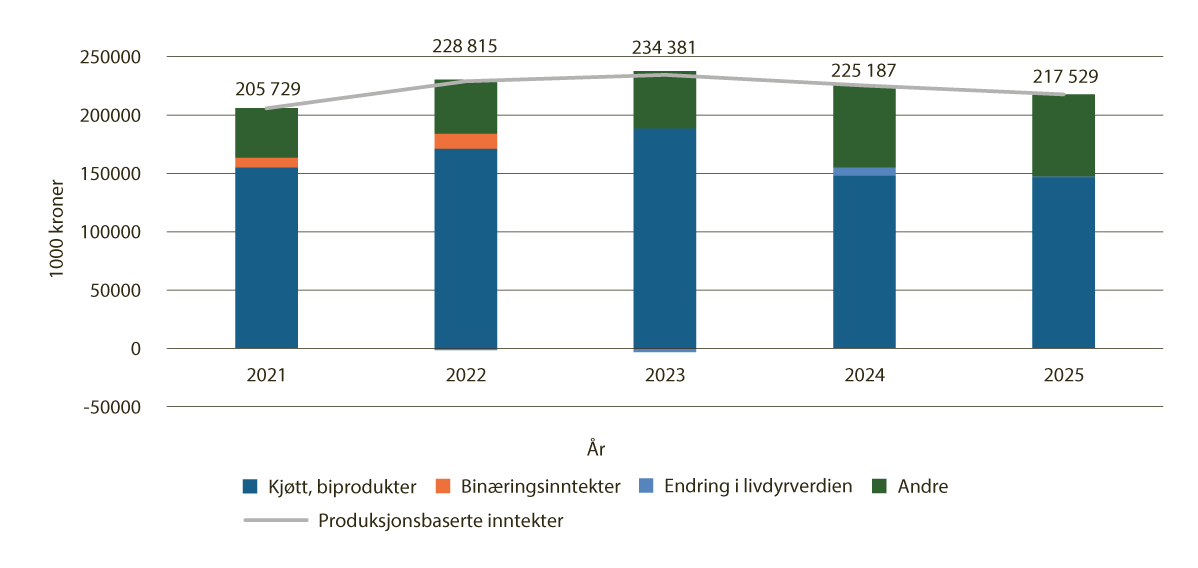 228 815
234 381
250000
225 187
205 729
217 529
200000
150000
100000
50000
0
-50000
1000 kroner
2021
2022
2023
2024
2025
År
Kjøtt, biprodukter
Binæringsinntekter
Endring i livdyrverdien
Andre
Produksjonsbaserte inntekter